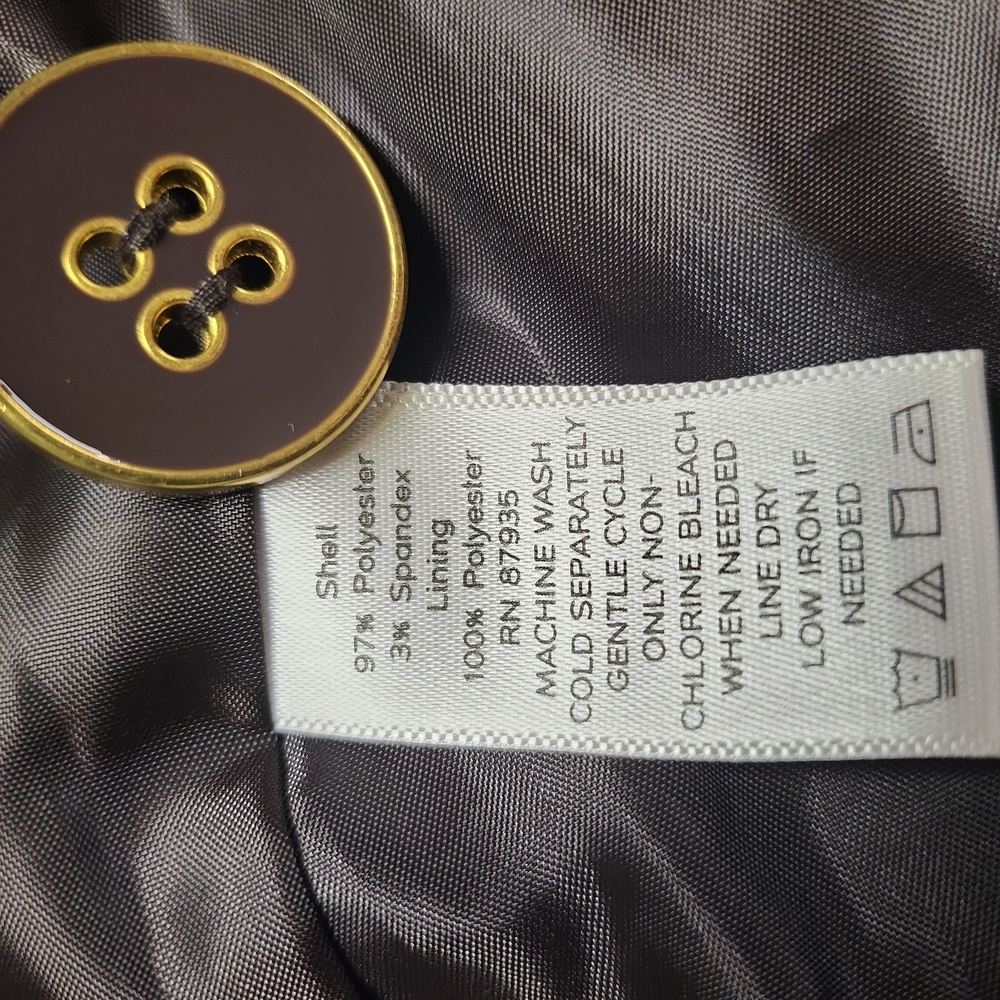 Shell
97% Polyester
3% Spandex
Lining
100% Polyester
RN 87935
MACHINE WASH
COLD SEPARATELY
GENTLE CYCLE
ONLY NON-
CHLORINE BLEACH
WHEN NEEDED
LINE DRY
LOW IRON IF
NEEDED